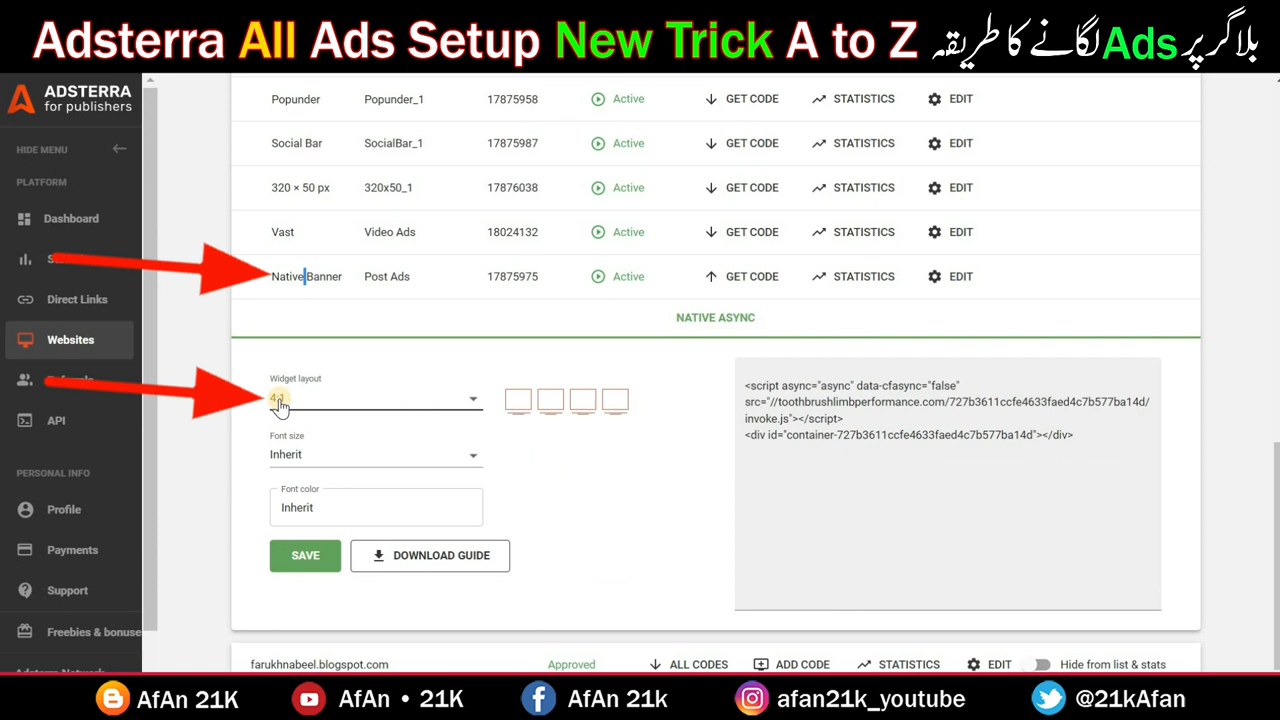 Adsterra All Ads Setup New Trick A to Z بلاگر پر Ads لگانے کا طریقہ
ADSTERRA
for publishers
HIDE MENU
PLATFORM
Dashboard
Direct Links
Websites
API
PERSONAL INFO
Profile
Payments
Support
Freebies & bonuse
Adsterra Network
Popunder Popunder_1 17875958 Active GET CODE STATISTICS EDIT
Social Bar SocialBar_1 17875987 Active GET CODE STATISTICS EDIT
320 × 50 px 320x50_1 17876038 Active GET CODE STATISTICS EDIT
Vast Video Ads 18024132 Active GET CODE STATISTICS EDIT
Native Banner Post Ads 17875975 Active GET CODE STATISTICS EDIT
NATIVE ASYNC
Widget layout
4:1
Font size
Inherit
Font color
Inherit
SAVE DOWNLOAD GUIDE
<script async="async" data-cfasync="false"
src="//toothbrushlimbperformance.com/727b3611ccfe4633faed4c7b577ba14d/
invoke.js"></script>
<div id="container-727b3611ccfe4633faed4c7b577ba14d"></div>
farukhnabeel.blogspot.com Approved ALL CODES ADD CODE STATISTICS EDIT Hide from list & stats
AfAn 21K AfAn • 21K AfAn 21k afan21k_youtube @21kAfan